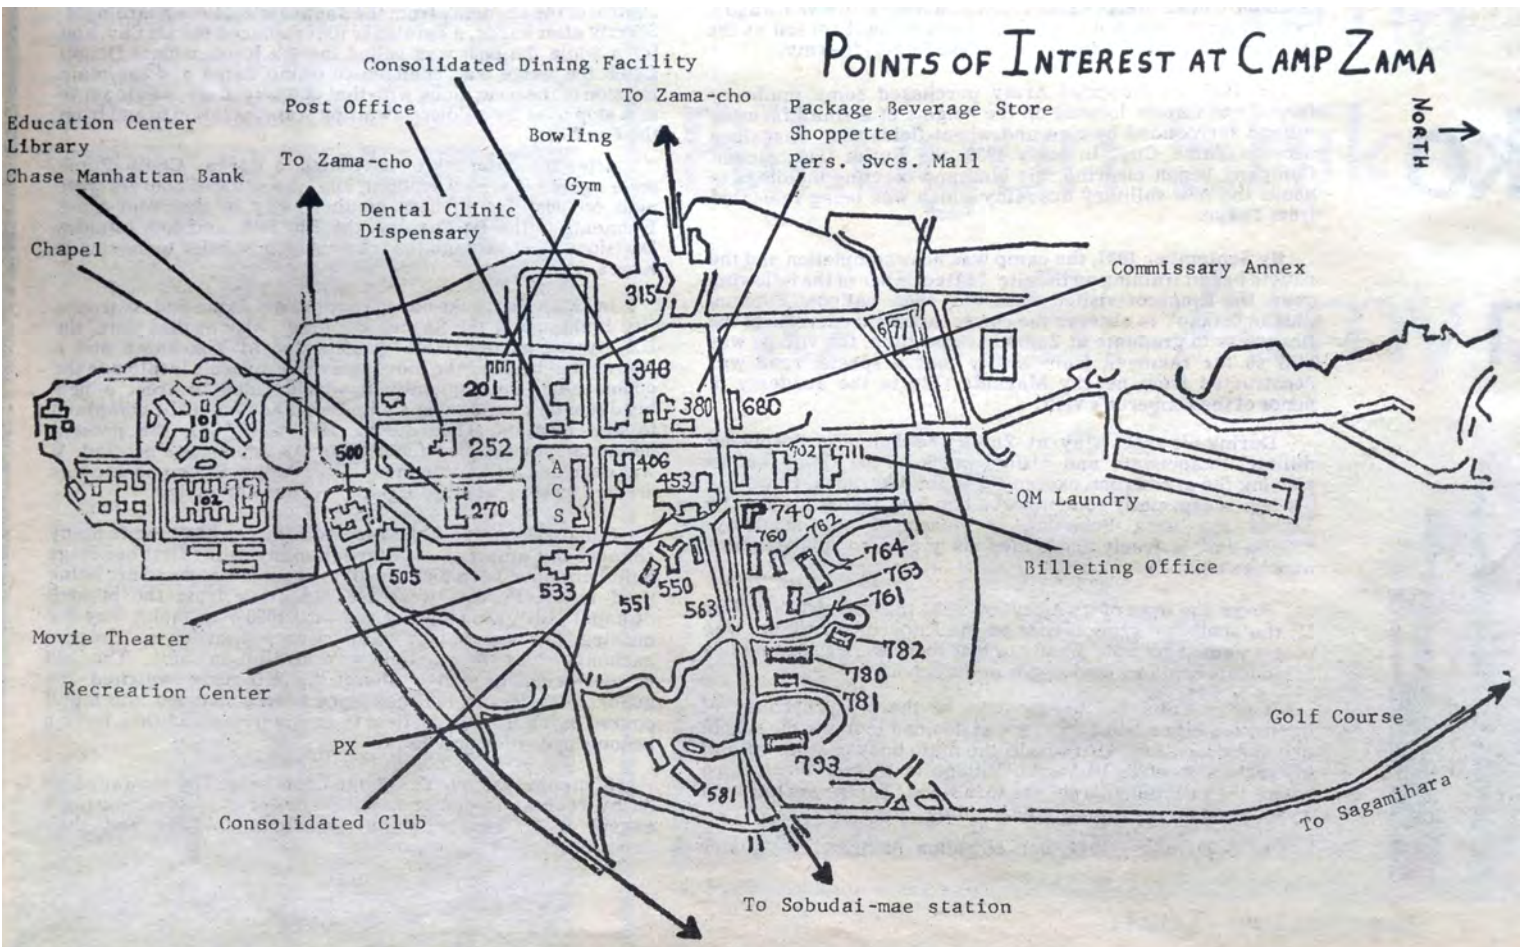 POINTS OF INTEREST AT CAMP ZAMA
NORTH
Consolidated Dining Facility
To Zama-cho
Package Beverage Store
Shoppette
Pers. Svcs. Mall
Post Office
Bowling
Education Center
Library
Chase Manhattan Bank
To Zama-cho
Gym
Dental Clinic
Dispensary
Chapel
Commissary Annex
315
671
346
201
380
680
101
500
252
406
702
711
ACS
453
102
270
QM Laundry
740
760
762
764
505
533
551
550
563
763
761
Billeting Office
Movie Theater
782
780
Recreation Center
781
Golf Course
PX
793
581
Consolidated Club
To Sagamihara
To Sobudai-mae station